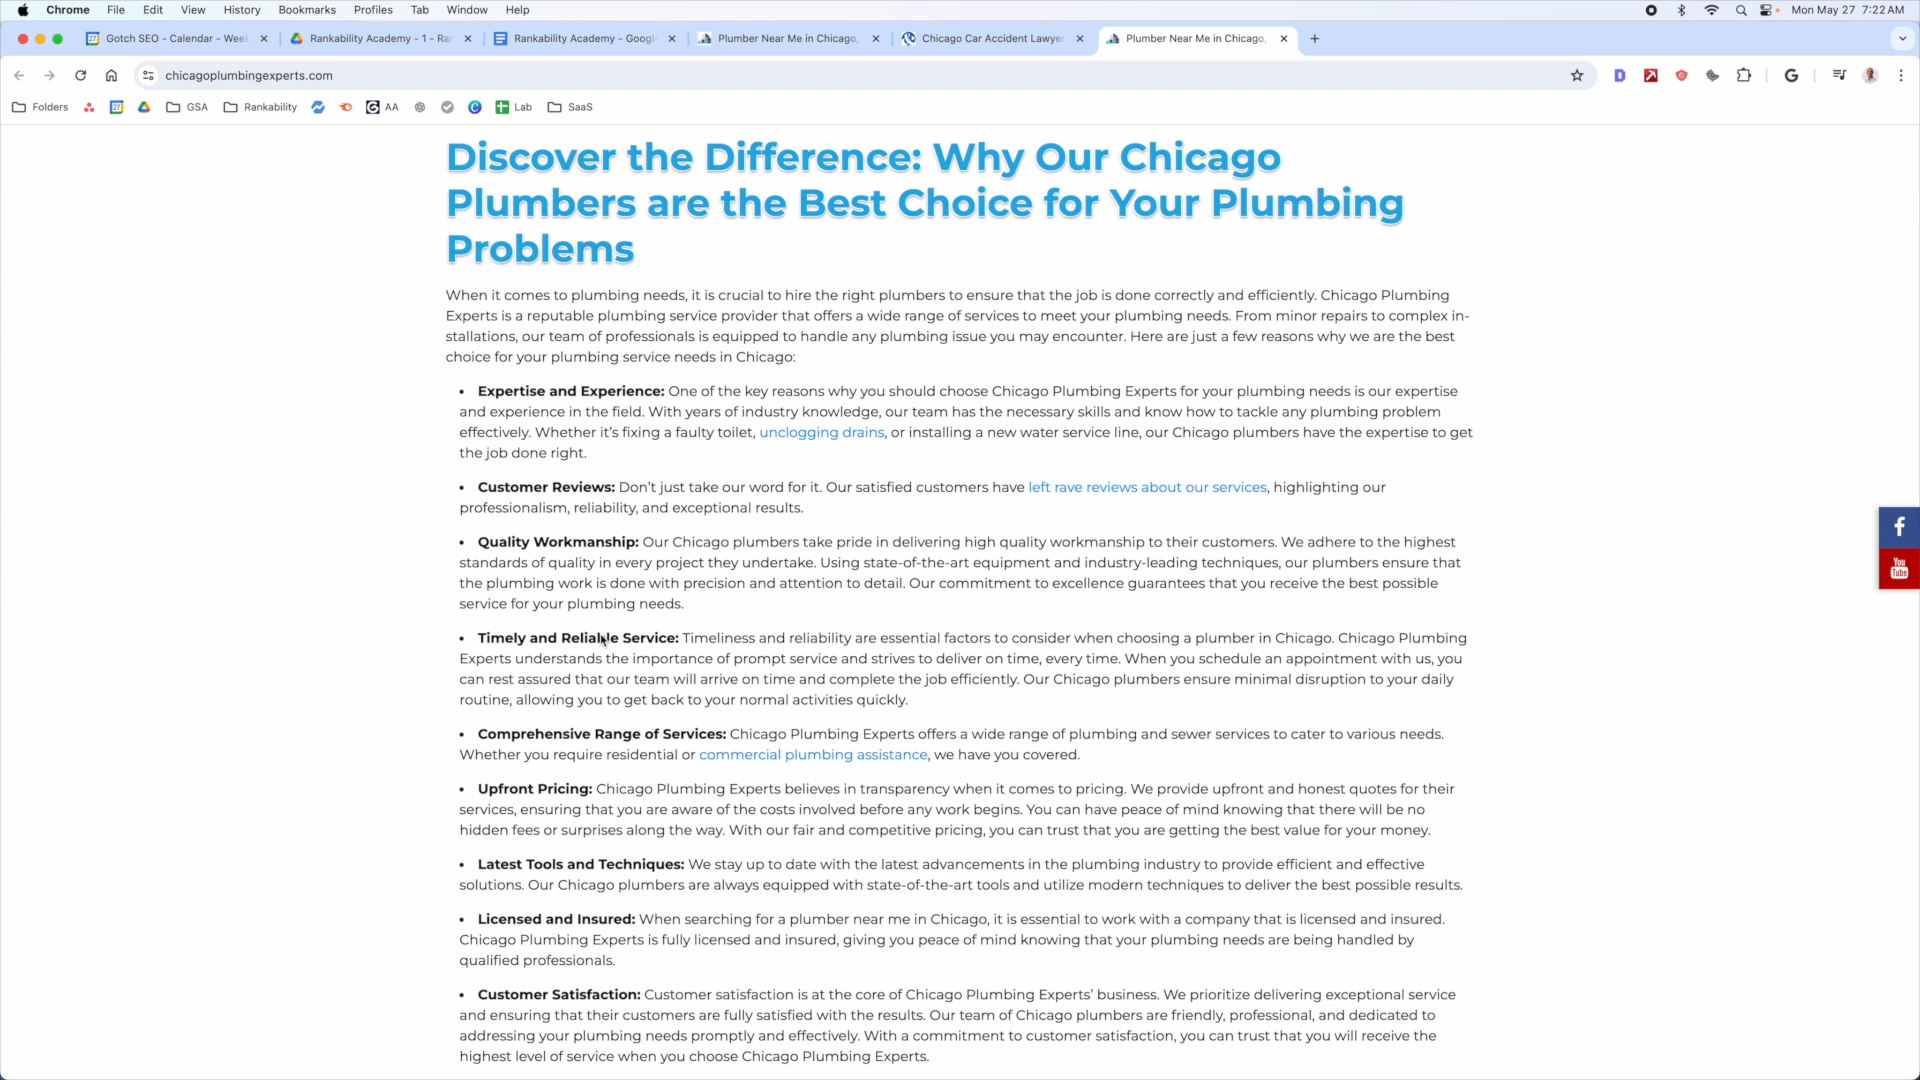 Chrome File Edit View History Bookmarks Profiles Tab Window Help Mon May 27 7:22 AM
Gotch SEO - Calendar - Week Rankability Academy - 1 - Ra Rankability Academy - Google Plumber Near Me in Chicago, Chicago Car Accident Lawyer Plumber Near Me in Chicago,
chicagoplumbingexperts.com
Folders GSA Rankability AA Lab SaaS
Discover the Difference: Why Our Chicago
Plumbers are the Best Choice for Your Plumbing
Problems
When it comes to plumbing needs, it is crucial to hire the right plumbers to ensure that the job is done correctly and efficiently. Chicago Plumbing
Experts is a reputable plumbing service provider that offers a wide range of services to meet your plumbing needs. From minor repairs to complex in-
stallations, our team of professionals is equipped to handle any plumbing issue you may encounter. Here are just a few reasons why we are the best
choice for your plumbing service needs in Chicago:
• Expertise and Experience: One of the key reasons why you should choose Chicago Plumbing Experts for your plumbing needs is our expertise
and experience in the field. With years of industry knowledge, our team has the necessary skills and know how to tackle any plumbing problem
effectively. Whether it's fixing a faulty toilet, unclogging drains, or installing a new water service line, our Chicago plumbers have the expertise to get
the job done right.
• Customer Reviews: Don't just take our word for it. Our satisfied customers have left rave reviews about our services, highlighting our
professionalism, reliability, and exceptional results.
• Quality Workmanship: Our Chicago plumbers take pride in delivering high quality workmanship to their customers. We adhere to the highest
standards of quality in every project they undertake. Using state-of-the-art equipment and industry-leading techniques, our plumbers ensure that
the plumbing work is done with precision and attention to detail. Our commitment to excellence guarantees that you receive the best possible
service for your plumbing needs.
• Timely and Reliable Service: Timeliness and reliability are essential factors to consider when choosing a plumber in Chicago. Chicago Plumbing
Experts understands the importance of prompt service and strives to deliver on time, every time. When you schedule an appointment with us, you
can rest assured that our team will arrive on time and complete the job efficiently. Our Chicago plumbers ensure minimal disruption to your daily
routine, allowing you to get back to your normal activities quickly.
• Comprehensive Range of Services: Chicago Plumbing Experts offers a wide range of plumbing and sewer services to cater to various needs.
Whether you require residential or commercial plumbing assistance, we have you covered.
• Upfront Pricing: Chicago Plumbing Experts believes in transparency when it comes to pricing. We provide upfront and honest quotes for their
services, ensuring that you are aware of the costs involved before any work begins. You can have peace of mind knowing that there will be no
hidden fees or surprises along the way. With our fair and competitive pricing, you can trust that you are getting the best value for your money.
• Latest Tools and Techniques: We stay up to date with the latest advancements in the plumbing industry to provide efficient and effective
solutions. Our Chicago plumbers are always equipped with state-of-the-art tools and utilize modern techniques to deliver the best possible results.
• Licensed and Insured: When searching for a plumber near me in Chicago, it is essential to work with a company that is licensed and insured.
Chicago Plumbing Experts is fully licensed and insured, giving you peace of mind knowing that your plumbing needs are being handled by
qualified professionals.
• Customer Satisfaction: Customer satisfaction is at the core of Chicago Plumbing Experts' business. We prioritize delivering exceptional service
and ensuring that their customers are fully satisfied with the results. Our team of Chicago plumbers are friendly, professional, and dedicated to
addressing your plumbing needs promptly and effectively. With a commitment to customer satisfaction, you can trust that you will receive the
highest level of service when you choose Chicago Plumbing Experts.
You
Tube